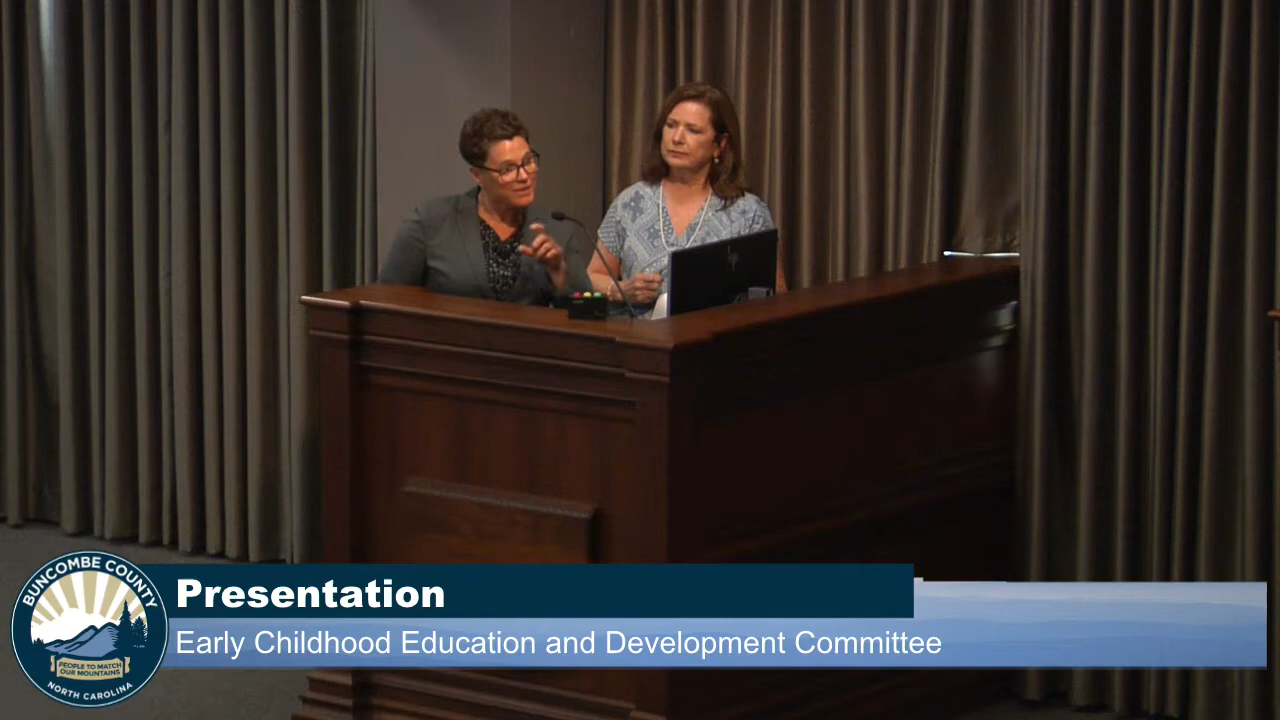 Presentation
Early Childhood Education and Development Committee
BUNCOMBE COUNTY
PEOPLE TO MATCH
OUR MOUNTAINS
NORTH CAROLINA